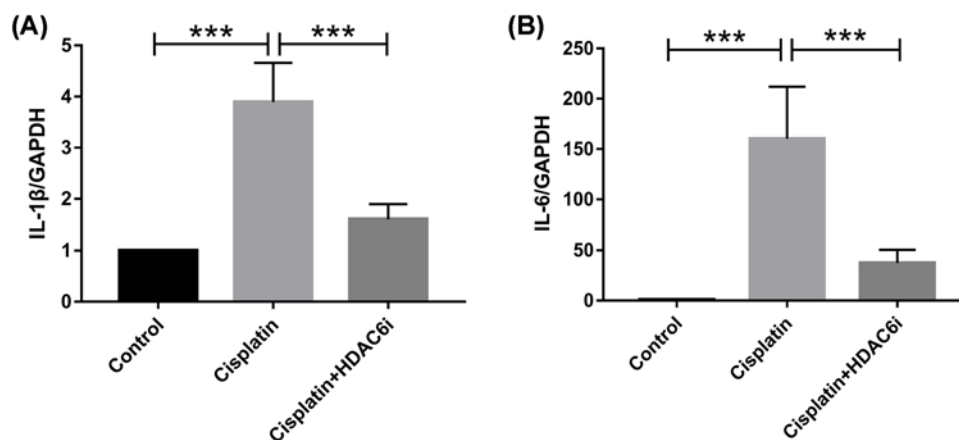 (A)
*** ***
IL-1β/GAPDH
5
4
3
2
1
0
Control
Cisplatin
Cisplatin+HDAC6i
(B)
*** ***
IL-6/GAPDH
250
200
150
100
50
0
Control
Cisplatin
Cisplatin+HDAC6i